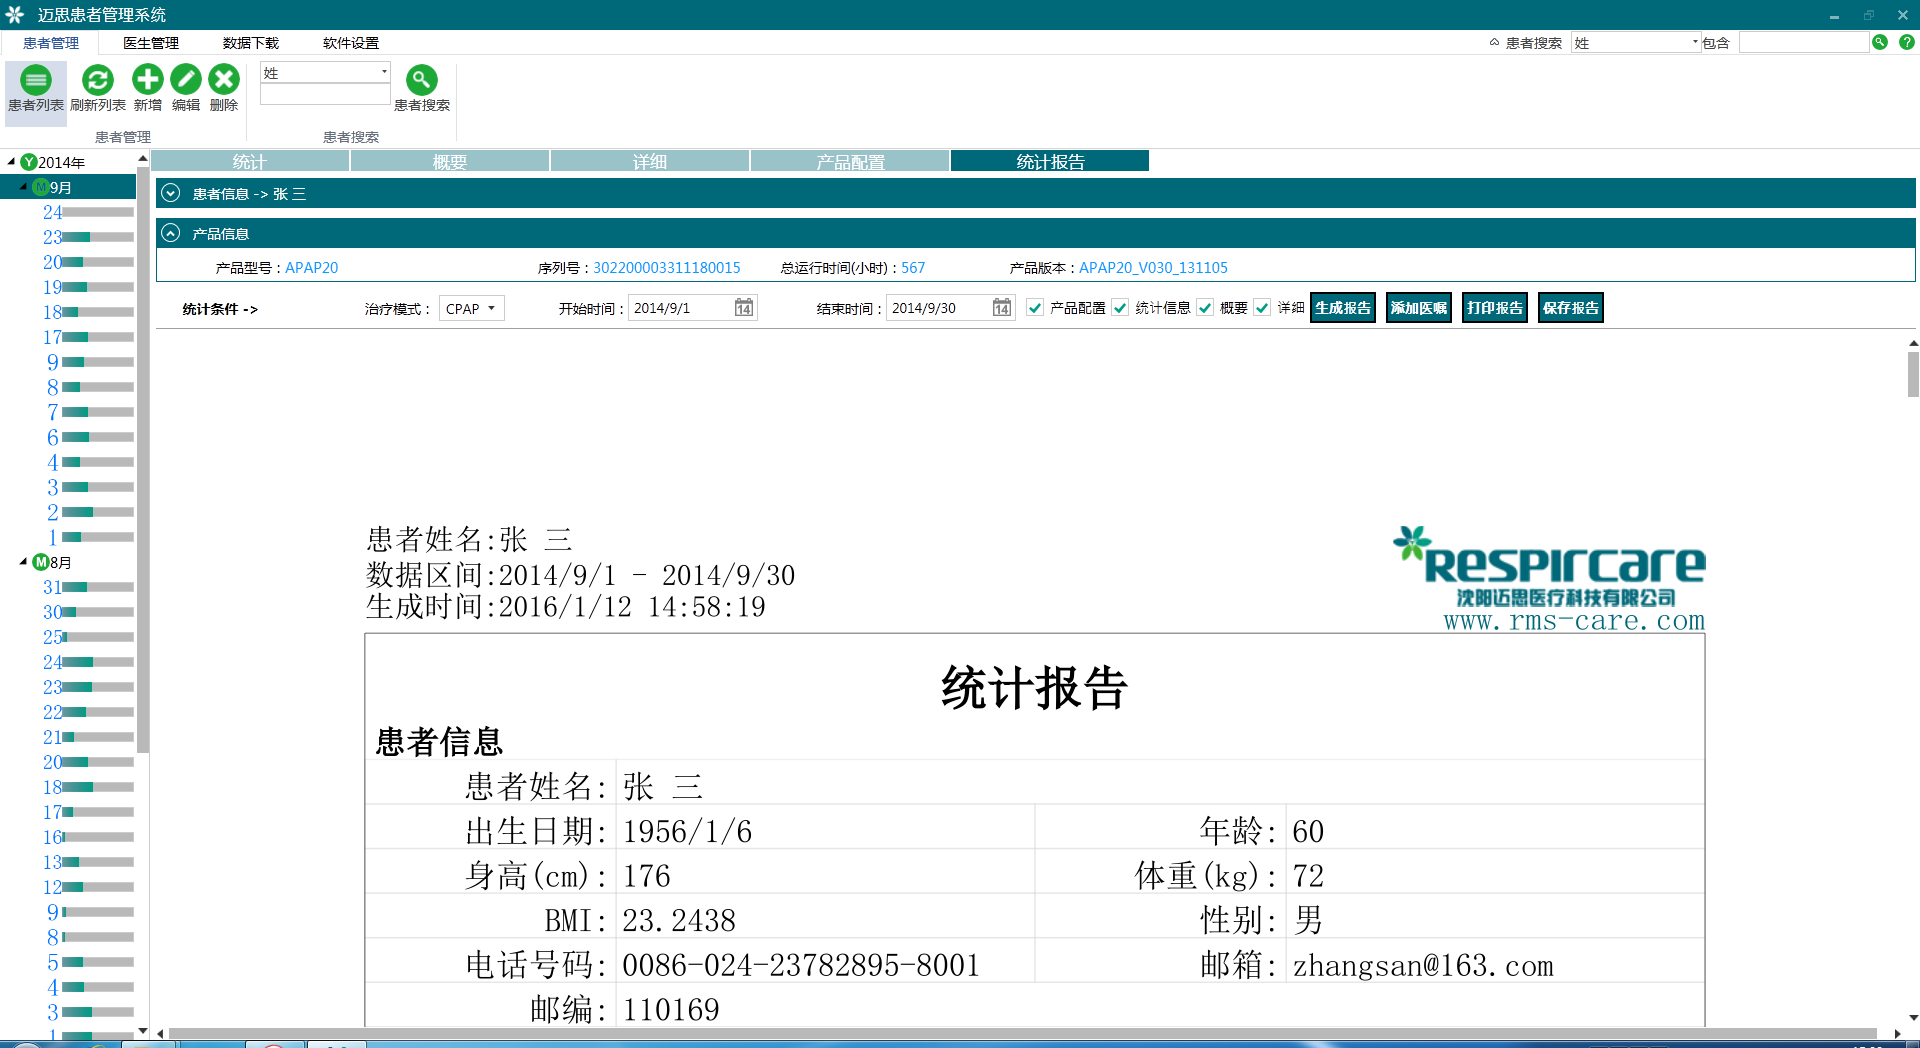 迈思患者管理系统
患者管理 医生管理 数据下载 软件设置 患者搜索 姓 包含
姓
患者列表 刷新列表 新增 编辑 删除 患者搜索
患者管理 患者搜索
Y 2014年
M 9月
24
23
20
19
18
17
9
8
7
6
4
3
2
1
M 8月
31
30
25
24
23
22
21
20
18
17
16
13
12
9
8
5
4
3
1
统计 概要 详细 产品配置 统计报告
患者信息 -> 张 三
产品信息
产品型号：APAP20 序列号：302200003311180015 总运行时间(小时)：567 产品版本：APAP20_V030_131105
统计条件 -> 治疗模式： CPAP 开始时间： 2014/9/1 14 结束时间： 2014/9/30 14 产品配置 统计信息 概要 详细 生成报告 添加医嘱 打印报告 保存报告
患者姓名:张 三
数据区间:2014/9/1 - 2014/9/30
生成时间:2016/1/12 14:58:19
Respircare
沈阳迈思医疗科技有限公司
www.rms-care.com
统计报告
患者信息
患者姓名: 张 三
出生日期: 1956/1/6 年龄: 60
身高(cm): 176 体重(kg): 72
BMI: 23.2438 性别: 男
电话号码: 0086-024-23782895-8001 邮箱: zhangsan@163.com
邮编: 110169